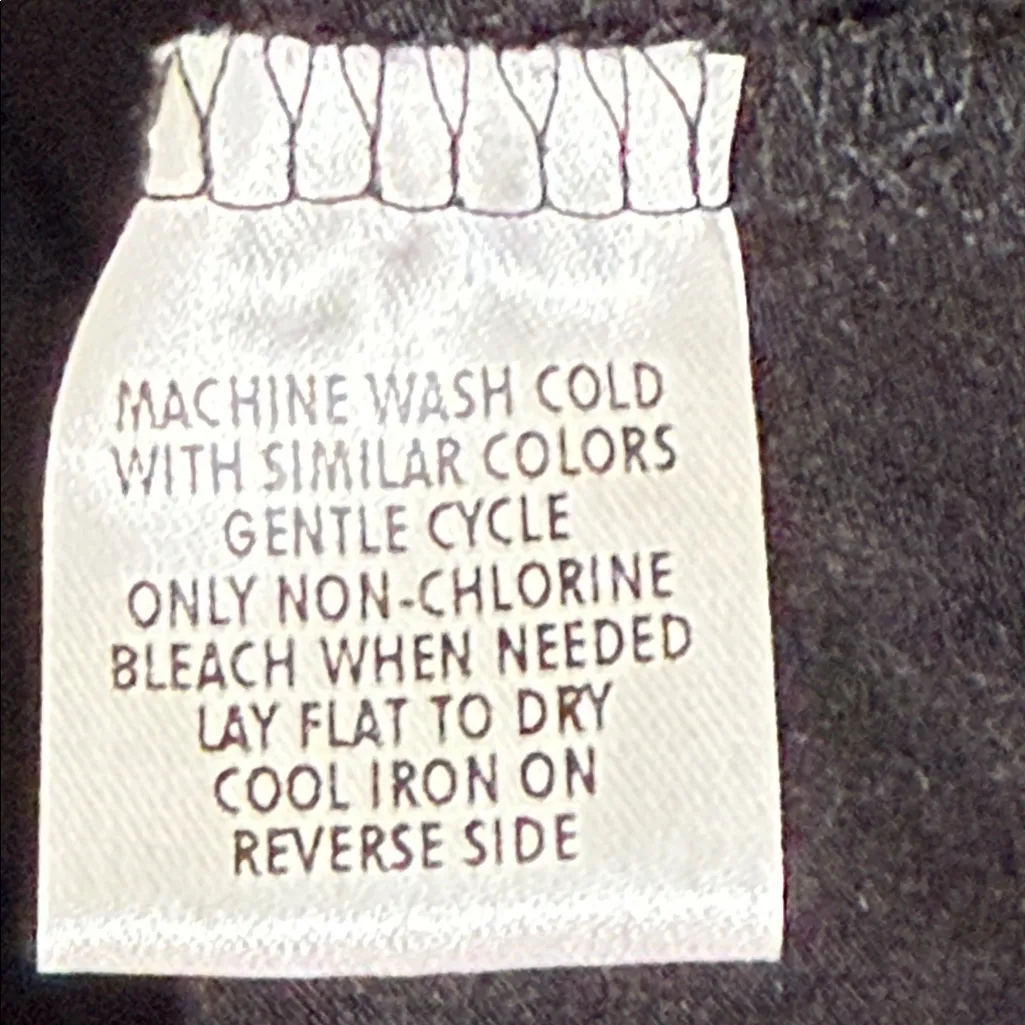 MACHINE WASH COLD
WITH SIMILAR COLORS
GENTLE CYCLE
ONLY NON-CHLORINE
BLEACH WHEN NEEDED
LAY FLAT TO DRY
COOL IRON ON
REVERSE SIDE